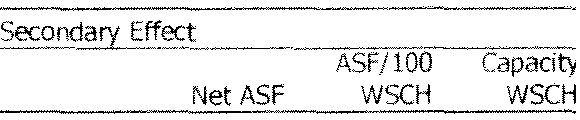 Secondary Effect
ASF/100 Capacity
Net ASF WSCH WSCH